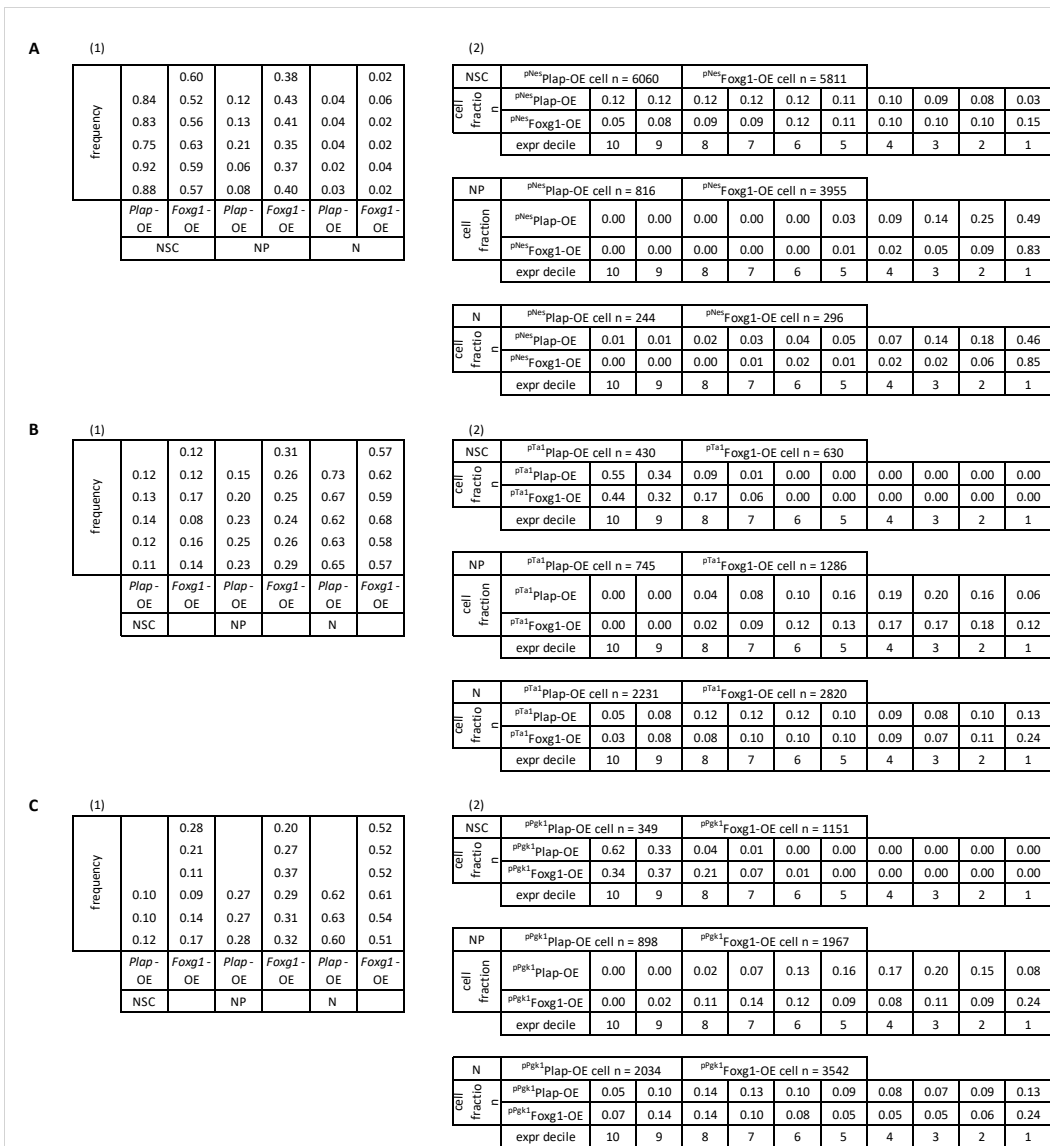 A (1) (2)
frequency
0.60 0.38 0.02
0.84 0.52 0.12 0.43 0.04 0.06
0.83 0.56 0.13 0.41 0.04 0.02
0.75 0.63 0.21 0.35 0.04 0.02
0.92 0.59 0.06 0.37 0.02 0.04
0.88 0.57 0.08 0.40 0.03 0.02
Plap- Foxg1- Plap- Foxg1- Plap- Foxg1-
OE OE OE OE OE OE
NSC NP N
NSC pNesPlap-OE cell n = 6060 pNesFoxg1-OE cell n = 5811
cell fraction
pNesPlap-OE 0.12 0.12 0.12 0.12 0.12 0.11 0.10 0.09 0.08 0.03
pNesFoxg1-OE 0.05 0.08 0.09 0.09 0.12 0.11 0.10 0.10 0.10 0.15
expr decile 10 9 8 7 6 5 4 3 2 1
NP pNesPlap-OE cell n = 816 pNesFoxg1-OE cell n = 3955
cell fraction
pNesPlap-OE 0.00 0.00 0.00 0.00 0.00 0.03 0.09 0.14 0.25 0.49
pNesFoxg1-OE 0.00 0.00 0.00 0.00 0.00 0.01 0.02 0.05 0.09 0.83
expr decile 10 9 8 7 6 5 4 3 2 1
N pNesPlap-OE cell n = 244 pNesFoxg1-OE cell n = 296
cell fraction
pNesPlap-OE 0.01 0.01 0.02 0.03 0.04 0.05 0.07 0.14 0.18 0.46
pNesFoxg1-OE 0.00 0.00 0.00 0.01 0.02 0.01 0.02 0.02 0.06 0.85
expr decile 10 9 8 7 6 5 4 3 2 1
B (1) (2)
frequency
0.12 0.31 0.57
0.12 0.12 0.15 0.26 0.73 0.62
0.13 0.17 0.20 0.25 0.67 0.59
0.14 0.08 0.23 0.24 0.62 0.68
0.12 0.16 0.25 0.26 0.63 0.58
0.11 0.14 0.23 0.29 0.65 0.57
Plap- Foxg1- Plap- Foxg1- Plap- Foxg1-
OE OE OE OE OE OE
NSC NP N
NSC pTa1Plap-OE cell n = 430 pTa1Foxg1-OE cell n = 630
cell fraction
pTa1Plap-OE 0.55 0.34 0.09 0.01 0.00 0.00 0.00 0.00 0.00 0.00
pTa1Foxg1-OE 0.44 0.32 0.17 0.06 0.00 0.00 0.00 0.00 0.00 0.00
expr decile 10 9 8 7 6 5 4 3 2 1
NP pTa1Plap-OE cell n = 745 pTa1Foxg1-OE cell n = 1286
cell fraction
pTa1Plap-OE 0.00 0.00 0.04 0.08 0.10 0.16 0.19 0.20 0.16 0.06
pTa1Foxg1-OE 0.00 0.00 0.02 0.09 0.12 0.13 0.17 0.17 0.18 0.12
expr decile 10 9 8 7 6 5 4 3 2 1
N pTa1Plap-OE cell n = 2231 pTa1Foxg1-OE cell n = 2820
cell fraction
pTa1Plap-OE 0.05 0.08 0.12 0.12 0.12 0.10 0.09 0.08 0.10 0.13
pTa1Foxg1-OE 0.03 0.08 0.08 0.10 0.10 0.10 0.09 0.07 0.11 0.24
expr decile 10 9 8 7 6 5 4 3 2 1
C (1) (2)
frequency
0.28 0.20 0.52
0.21 0.27 0.52
0.11 0.37 0.52
0.10 0.09 0.27 0.29 0.62 0.61
0.10 0.14 0.27 0.31 0.63 0.54
0.12 0.17 0.28 0.32 0.60 0.51
Plap- Foxg1- Plap- Foxg1- Plap- Foxg1-
OE OE OE OE OE OE
NSC NP N
NSC pPgk1Plap-OE cell n = 349 pPgk1Foxg1-OE cell n = 1151
cell fraction
pPgk1Plap-OE 0.62 0.33 0.04 0.01 0.00 0.00 0.00 0.00 0.00 0.00
pPgk1Foxg1-OE 0.34 0.37 0.21 0.07 0.01 0.00 0.00 0.00 0.00 0.00
expr decile 10 9 8 7 6 5 4 3 2 1
NP pPgk1Plap-OE cell n = 898 pPgk1Foxg1-OE cell n = 1967
cell fraction
pPgk1Plap-OE 0.00 0.00 0.02 0.07 0.13 0.16 0.17 0.20 0.15 0.08
pPgk1Foxg1-OE 0.00 0.02 0.11 0.14 0.12 0.09 0.08 0.11 0.09 0.24
expr decile 10 9 8 7 6 5 4 3 2 1
N pPgk1Plap-OE cell n = 2034 pPgk1Foxg1-OE cell n = 3542
cell fraction
pPgk1Plap-OE 0.05 0.10 0.14 0.13 0.10 0.09 0.08 0.07 0.09 0.13
pPgk1Foxg1-OE 0.07 0.14 0.14 0.10 0.08 0.05 0.05 0.05 0.06 0.24
expr decile 10 9 8 7 6 5 4 3 2 1